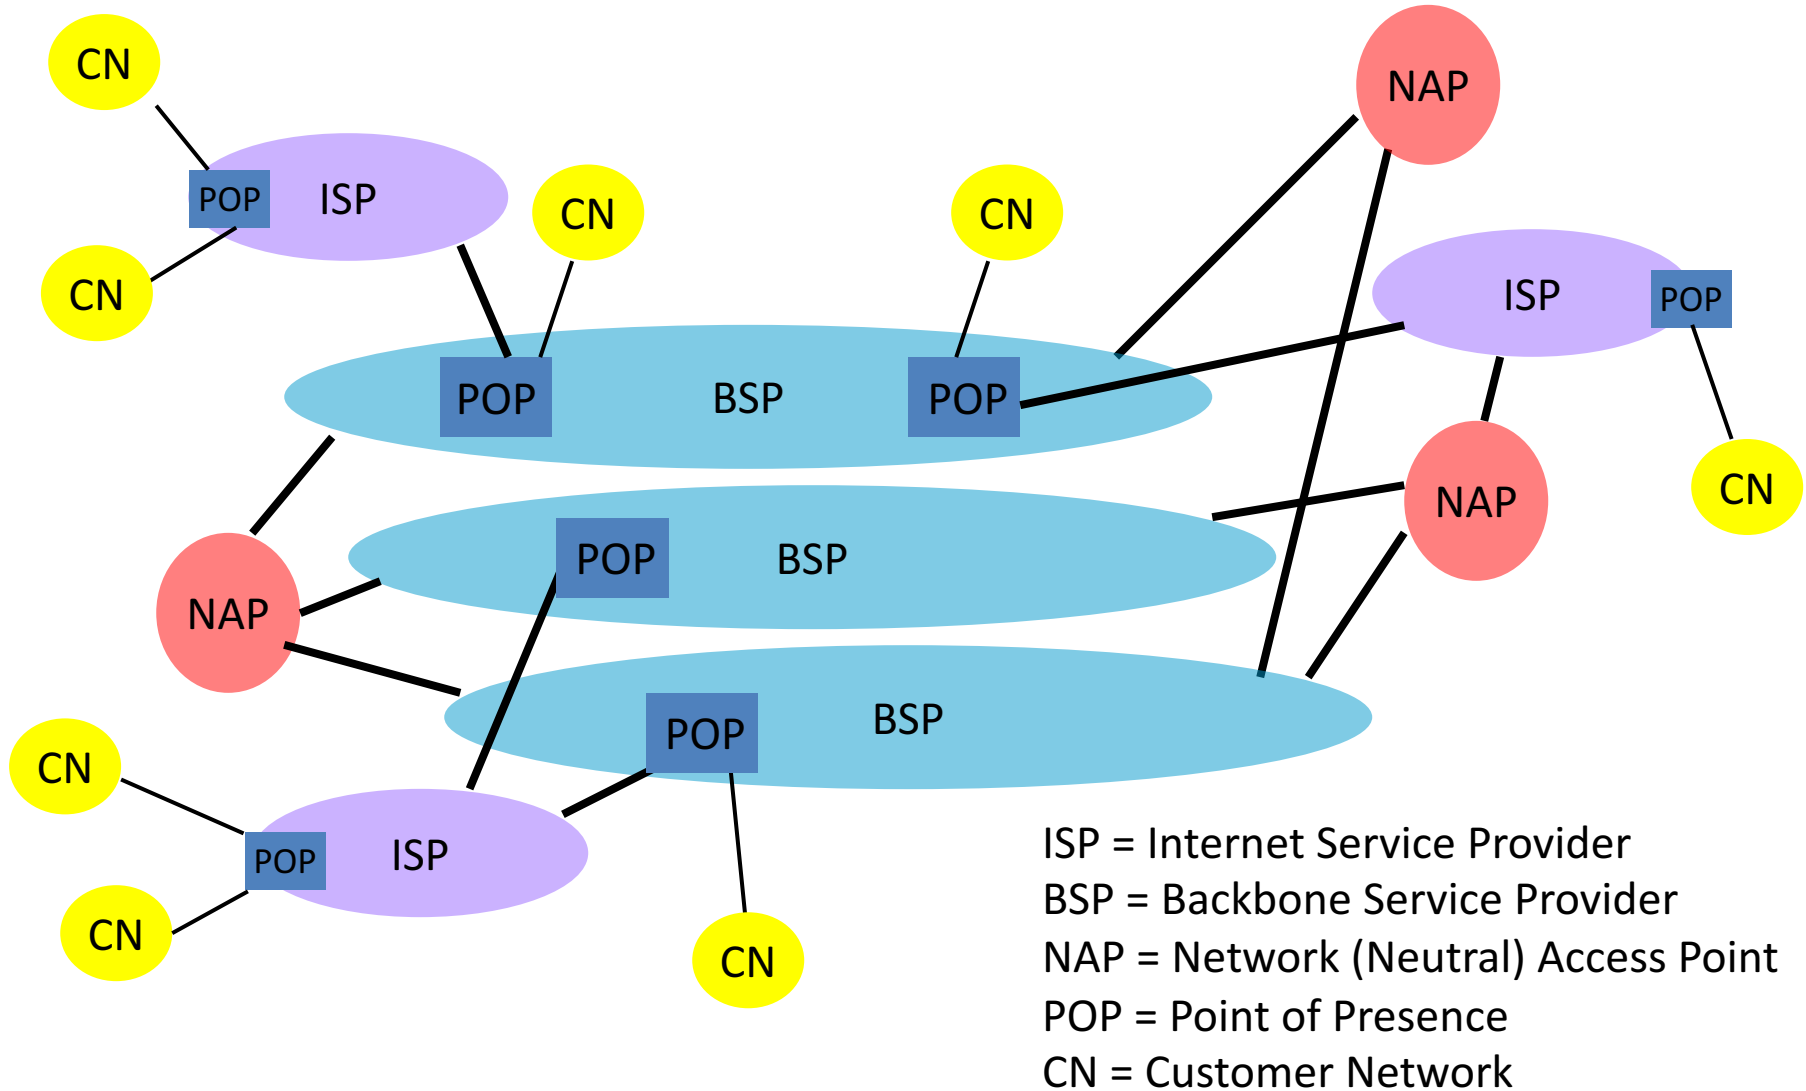 CN
NAP
POP
ISP
CN
CN
CN
ISP
POP
POP
BSP
POP
CN
NAP
CN
POP
BSP
NAP
POP
BSP
CN
POP
ISP
CN
CN
ISP = Internet Service Provider
BSP = Backbone Service Provider
NAP = Network (Neutral) Access Point
POP = Point of Presence
CN = Customer Network